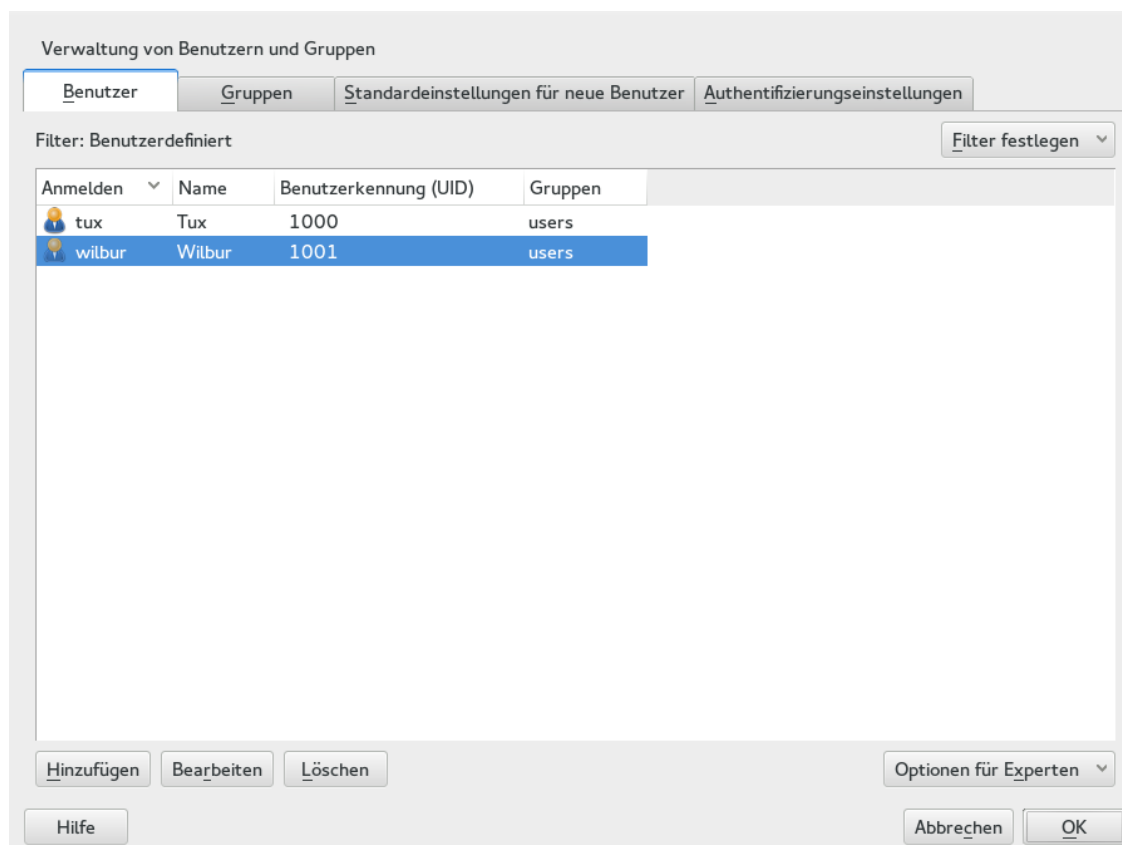 Verwaltung von Benutzern und Gruppen
Benutzer Gruppen Standardeinstellungen für neue Benutzer Authentifizierungseinstellungen
Filter: Benutzerdefiniert Filter festlegen
Anmelden Name Benutzerkennung (UID) Gruppen
tux Tux 1000 users
wilbur Wilbur 1001 users
Hinzufügen Bearbeiten Löschen Optionen für Experten
Hilfe Abbrechen OK